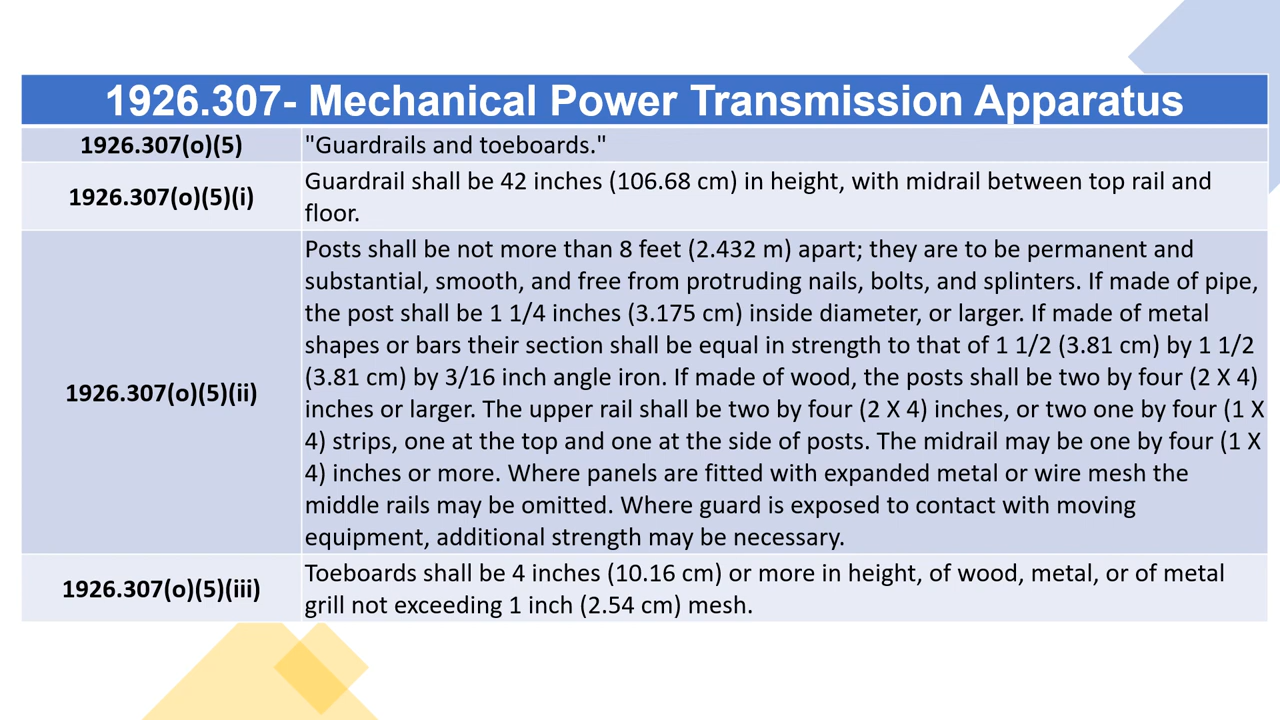 1926.307- Mechanical Power Transmission Apparatus
1926.307(o)(5)
"Guardrails and toeboards."
1926.307(o)(5)(i)
Guardrail shall be 42 inches (106.68 cm) in height, with midrail between top rail and
floor.
1926.307(o)(5)(ii)
Posts shall be not more than 8 feet (2.432 m) apart; they are to be permanent and
substantial, smooth, and free from protruding nails, bolts, and splinters. If made of pipe,
the post shall be 1 1/4 inches (3.175 cm) inside diameter, or larger. If made of metal
shapes or bars their section shall be equal in strength to that of 1 1/2 (3.81 cm) by 1 1/2
(3.81 cm) by 3/16 inch angle iron. If made of wood, the posts shall be two by four (2 X 4)
inches or larger. The upper rail shall be two by four (2 X 4) inches, or two one by four (1 X
4) strips, one at the top and one at the side of posts. The midrail may be one by four (1 X
4) inches or more. Where panels are fitted with expanded metal or wire mesh the
middle rails may be omitted. Where guard is exposed to contact with moving
equipment, additional strength may be necessary.
1926.307(o)(5)(iii)
Toeboards shall be 4 inches (10.16 cm) or more in height, of wood, metal, or of metal
grill not exceeding 1 inch (2.54 cm) mesh.